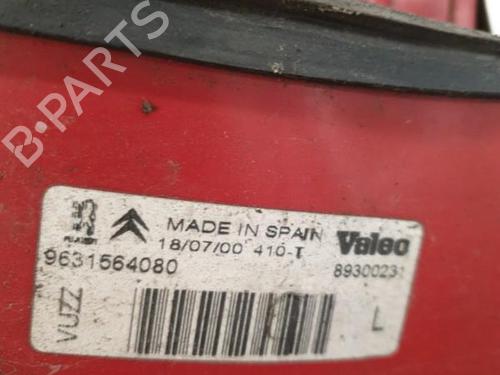 B-PARTS
MADE IN SPAIN
18/07/00 410-T
Valeo
9631564080
89300231
VUZZ
L